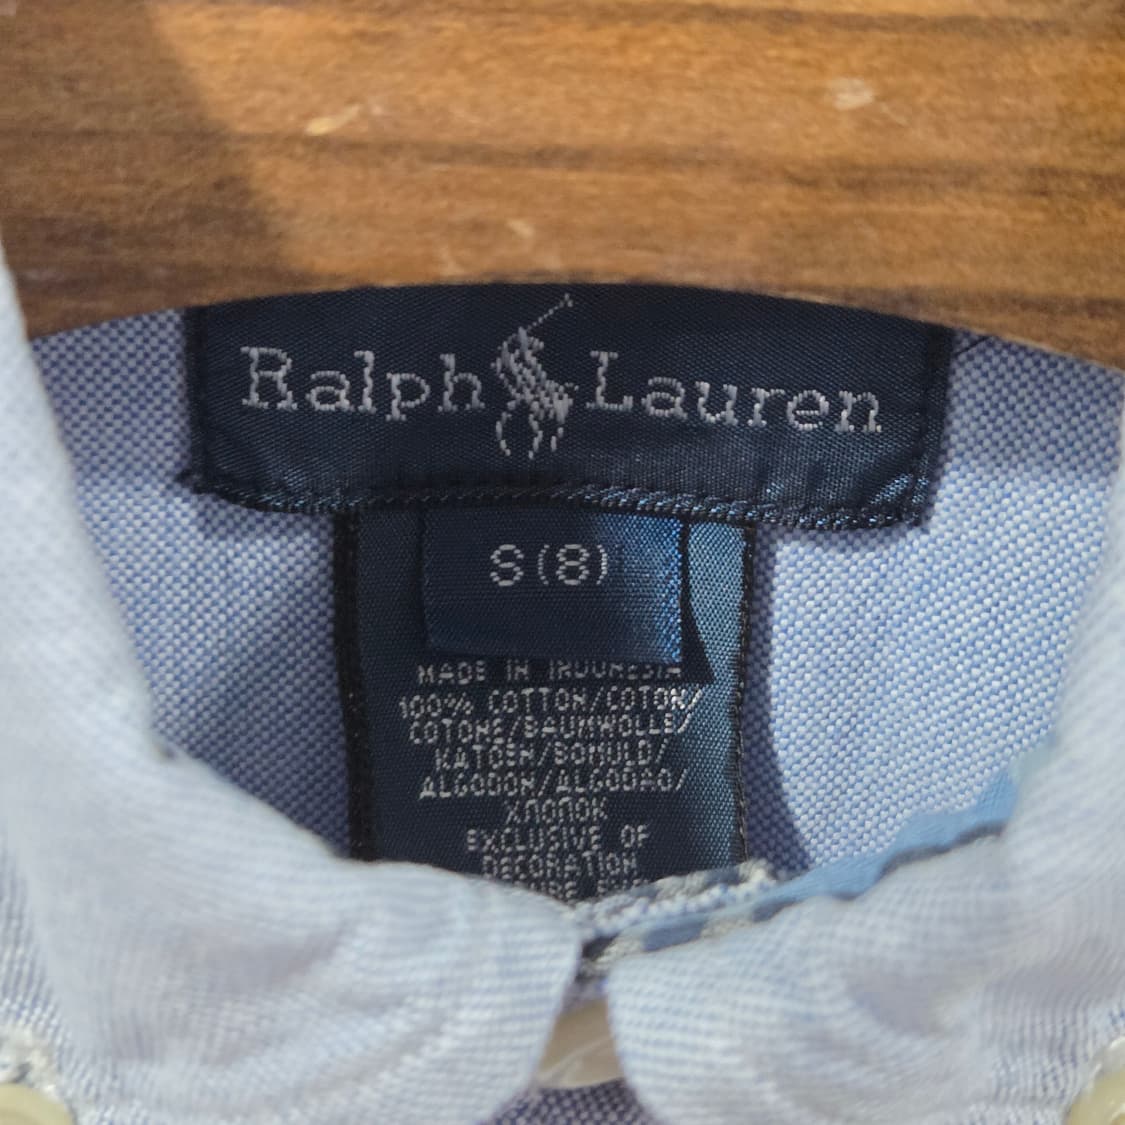 Ralph Lauren
S(8)
MADE IN INDONESIA
100% COTTON/COTON/
COTONE/BAUMWOLLE/
KATOEN/BOMULD/
ALGODON/ALGODAO/
ХЛОПОК
EXCLUSIVE OF
DECORATION